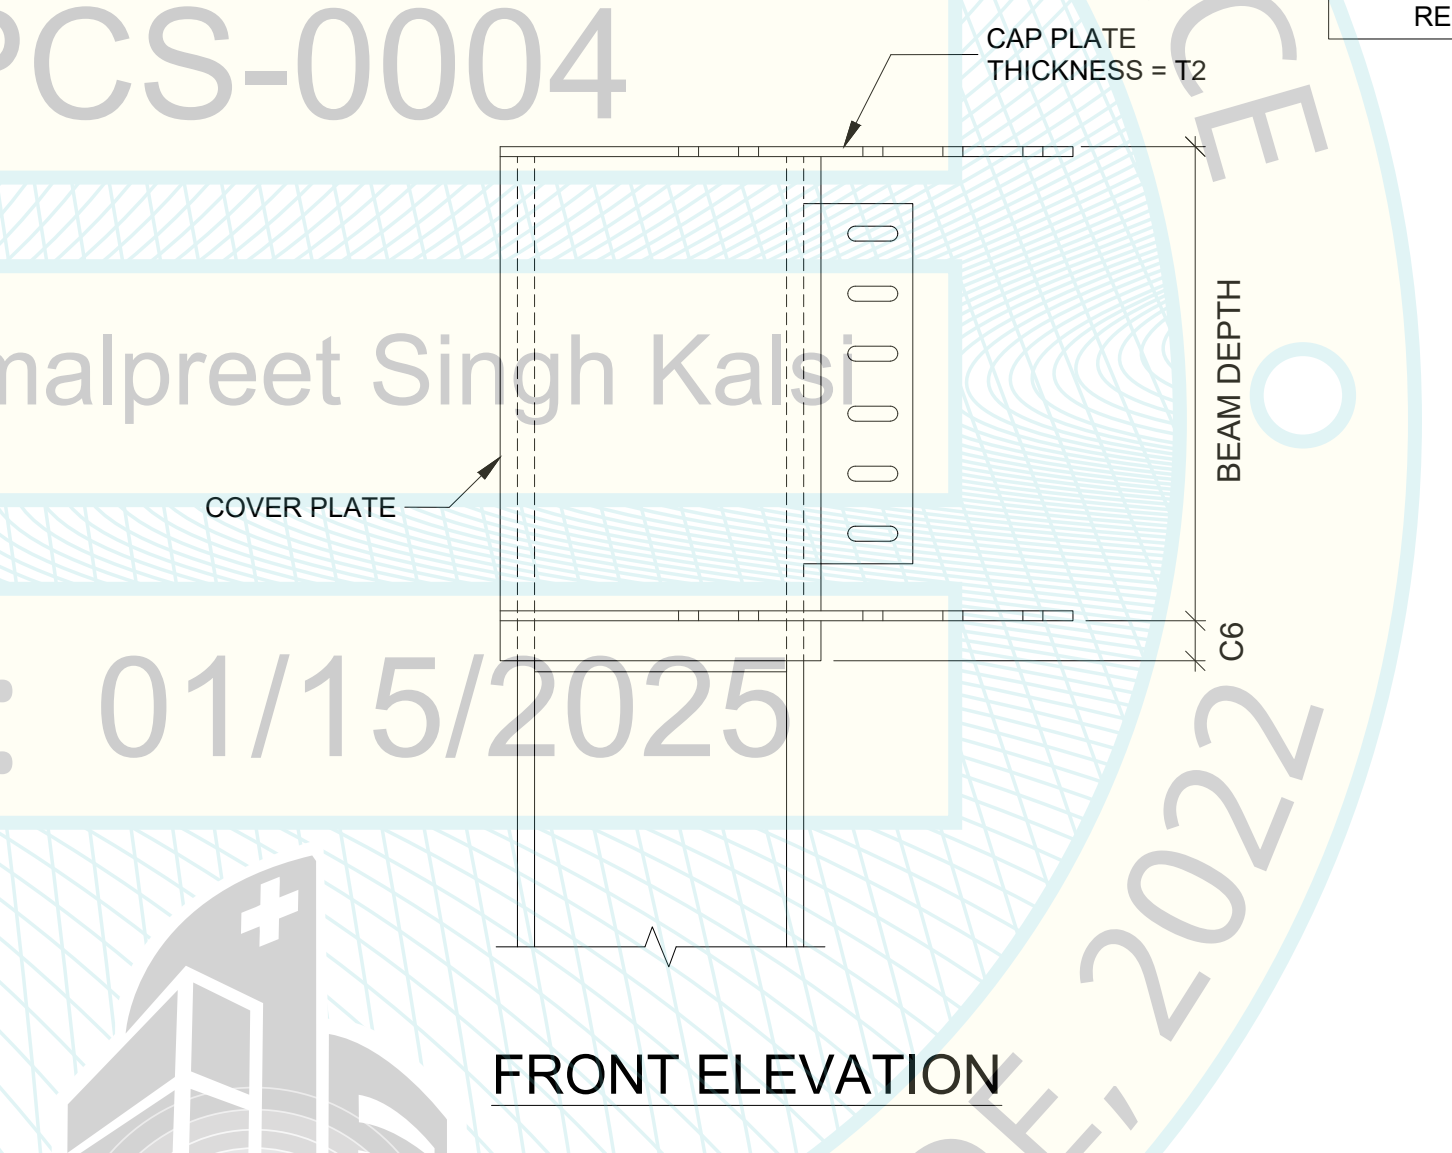 PCS-0004
CAP PLATE
THICKNESS = T2
RE
CE
BEAM DEPTH
malpreet Singh Kalsi
COVER PLATE
C6
: 01/15/2025
DE, 2022
FRONT ELEVATION